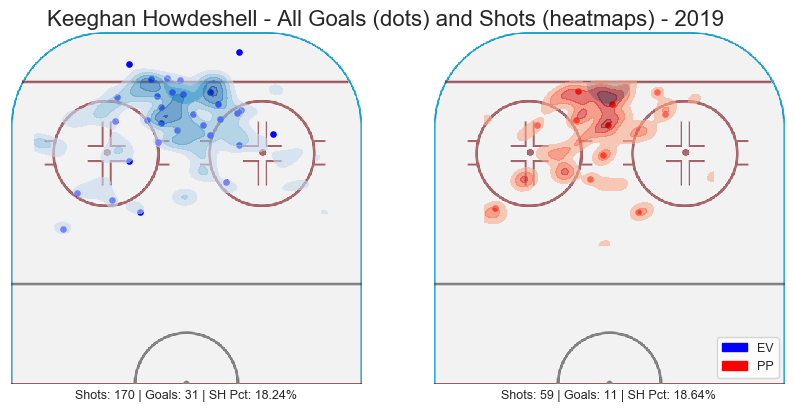 Keeghan Howdeshell - All Goals (dots) and Shots (heatmaps) - 2019
EV
PP
Shots: 170 | Goals: 31 | SH Pct: 18.24%
Shots: 59 | Goals: 11 | SH Pct: 18.64%